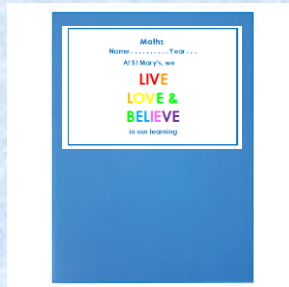 Maths
Name . . . . . . . . . . Year . . .
At St Mary's, we
LIVE
LOVE &
BELIEVE
in our learning